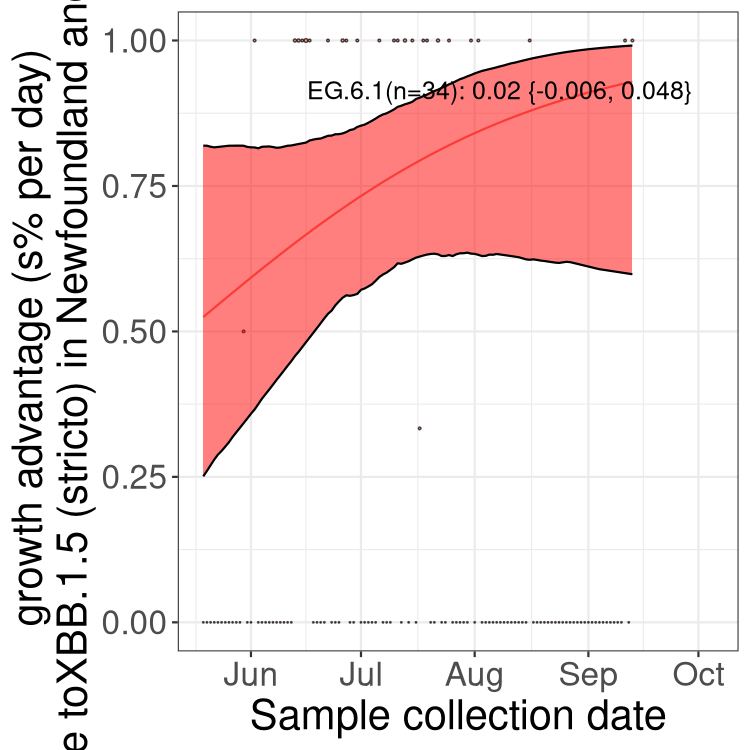 growth advantage (s% per day)
toXBB.1.5 (stricto) in Newfoundland
1.00
0.75
0.50
0.25
0.00
EG.6.1(n=34): 0.02 {-0.006, 0.048}
Jun Jul Aug Sep Oct
Sample collection date